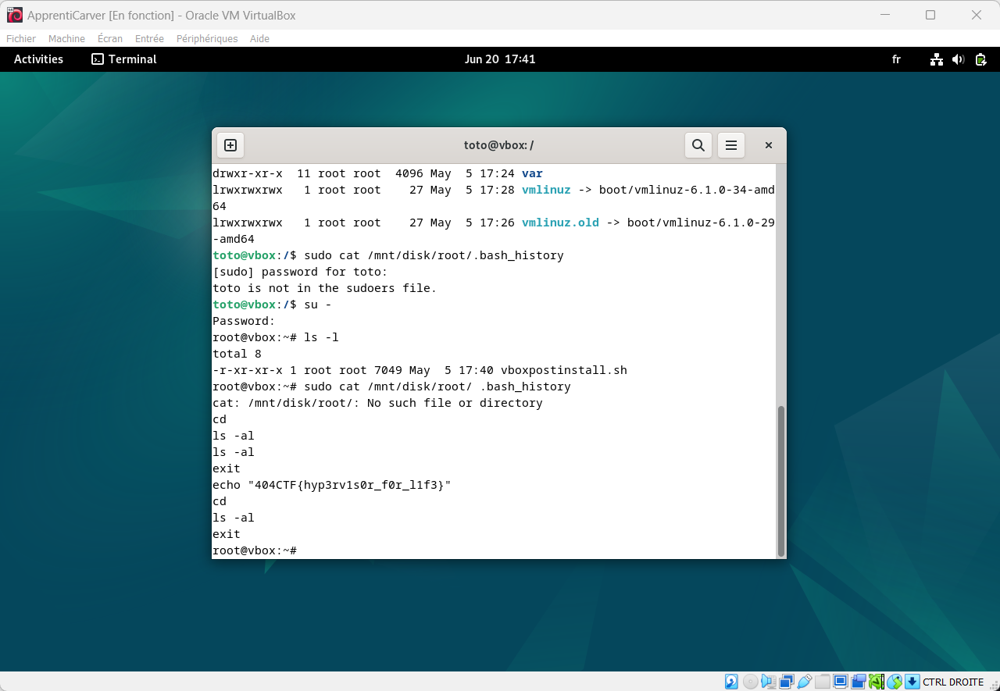 ApprentiCarver [En fonction] - Oracle VM VirtualBox
Fichier Machine Écran Entrée Périphériques Aide
Activities Terminal Jun 20 17:41 fr
toto@vbox: /
drwxr-xr-x  11 root root  4096 May  5 17:24 var
lrwxrwxrwx   1 root root    27 May  5 17:28 vmlinuz -> boot/vmlinuz-6.1.0-34-amd
64
lrwxrwxrwx   1 root root    27 May  5 17:26 vmlinuz.old -> boot/vmlinuz-6.1.0-29
-amd64
toto@vbox:/$ sudo cat /mnt/disk/root/.bash_history
[sudo] password for toto:
toto is not in the sudoers file.
toto@vbox:/$ su -
Password:
root@vbox:~# ls -l
total 8
-r-xr-xr-x 1 root root 7049 May  5 17:40 vboxpostinstall.sh
root@vbox:~# sudo cat /mnt/disk/root/ .bash_history
cat: /mnt/disk/root/: No such file or directory
cd
ls -al
ls -al
exit
echo "404CTF{hyp3rv1s0r_f0r_l1f3}"
cd
ls -al
exit
root@vbox:~#
CTRL DROITE